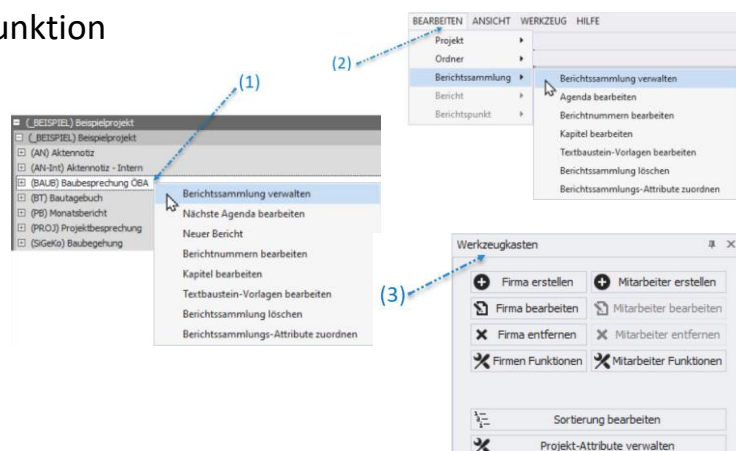 unktion
(1)
(_BEISPIEL) Beispielprojekt
(_BEISPIEL) Beispielprojekt
(AN) Aktennotiz
(AN-Int) Aktennotiz - Intern
(BAUB) Baubesprechung ÖBA
(BT) Bautagebuch
(PB) Monatsbericht
(PROJ) Projektbesprechung
(SiGeKo) Baubegehung
Berichtssammlung verwalten
Nächste Agenda bearbeiten
Neuer Bericht
Berichtnummern bearbeiten
Kapitel bearbeiten
Textbaustein-Vorlagen bearbeiten
Berichtssammlung löschen
Berichtssammlungs-Attribute zuordnen
(2)
BEARBEITEN ANSICHT WERKZEUG HILFE
Projekt
Ordner
Berichtssammlung
Bericht
Berichtspunkt
Berichtssammlung verwalten
Agenda bearbeiten
Berichtnummern bearbeiten
Kapitel bearbeiten
Textbaustein-Vorlagen bearbeiten
Berichtssammlung löschen
Berichtssammlungs-Attribute zuordnen
(3)
Werkzeugkasten
Firma erstellen Mitarbeiter erstellen
Firma bearbeiten Mitarbeiter bearbeiten
Firma entfernen Mitarbeiter entfernen
Firmen Funktionen Mitarbeiter Funktionen
Sortierung bearbeiten
Projekt-Attribute verwalten